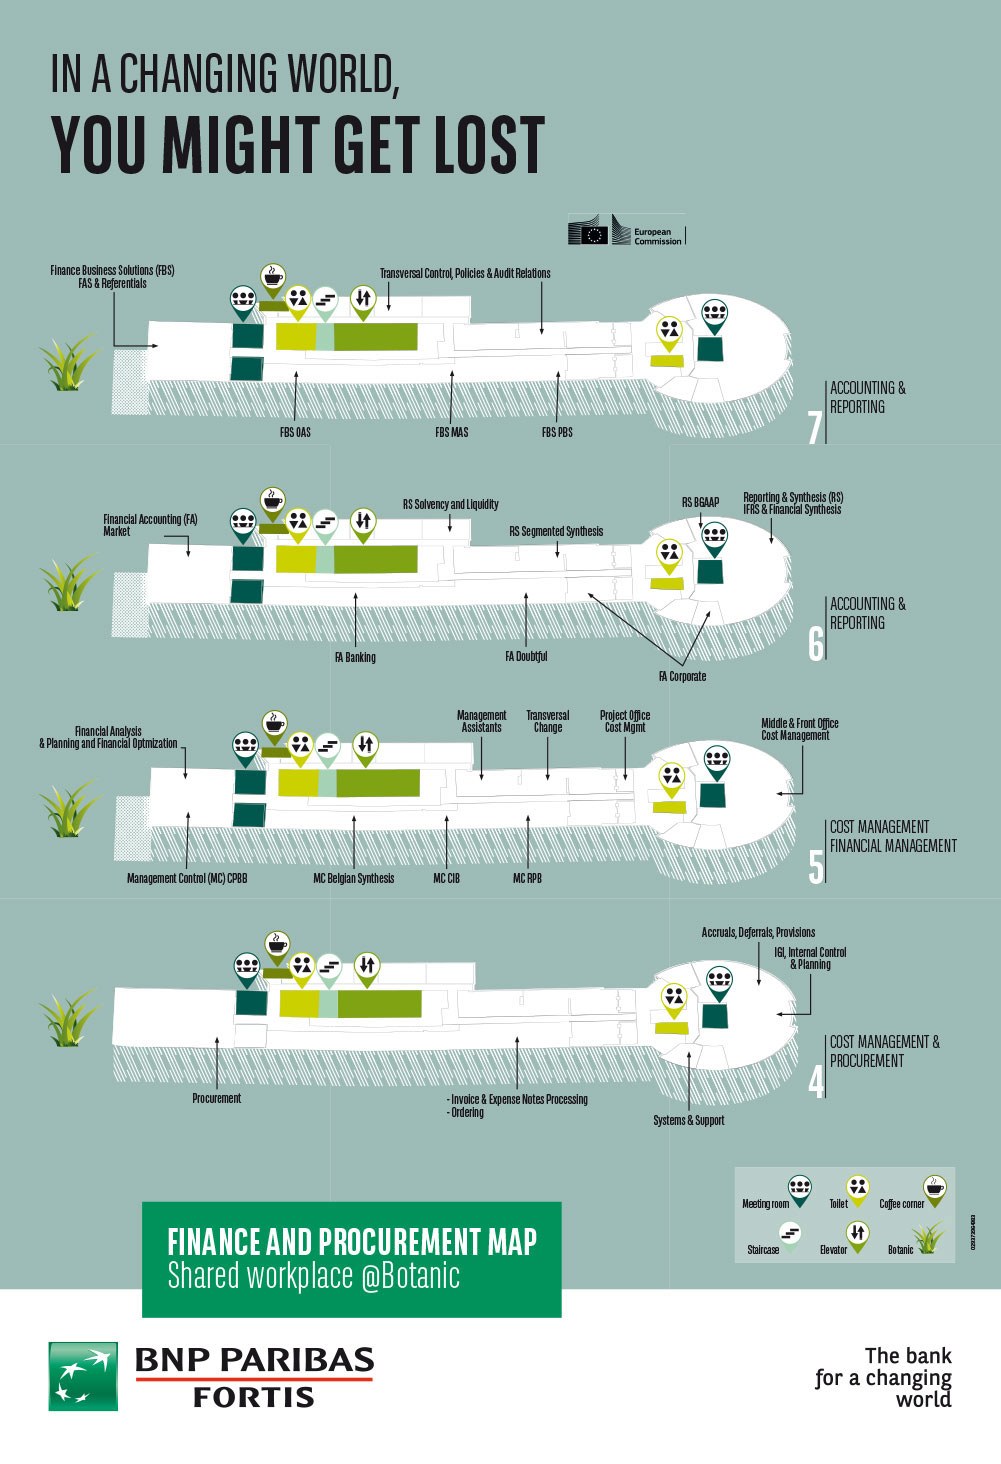 IN A CHANGING WORLD,
YOU MIGHT GET LOST
European
Commission
Finance Business Solutions (FBS)
FAS & Referentials
Transversal Control, Policies & Audit Relations
FBS OAS
FBS MAS
FBS PBS
7
ACCOUNTING &
REPORTING
Financial Accounting (FA)
Market
RS Solvency and Liquidity
RS Segmented Synthesis
RS BGAAP
Reporting & Synthesis (RS)
IFRS & Financial Synthesis
FA Banking
FA Doubtful
FA Corporate
6
ACCOUNTING &
REPORTING
Financial Analysis
& Planning and Financial Optmization
Management
Assistants
Transversal
Change
Project Office
Cost Mgmt
Middle & Front Office
Cost Management
Management Control (MC) CPBB
MC Belgian Synthesis
MC CIB
MC RPB
5
COST MANAGEMENT
FINANCIAL MANAGEMENT
Accruals, Deferrals, Provisions
IGI, Internal Control
& Planning
Procurement
- Invoice & Expense Notes Processing
- Ordering
Systems & Support
4
COST MANAGEMENT &
PROCUREMENT
Meeting room
Toilet
Coffee corner
Staircase
Elevator
Botanic
FINANCE AND PROCUREMENT MAP
Shared workplace @Botanic
BNP PARIBAS
FORTIS
The bank
for a changing
world